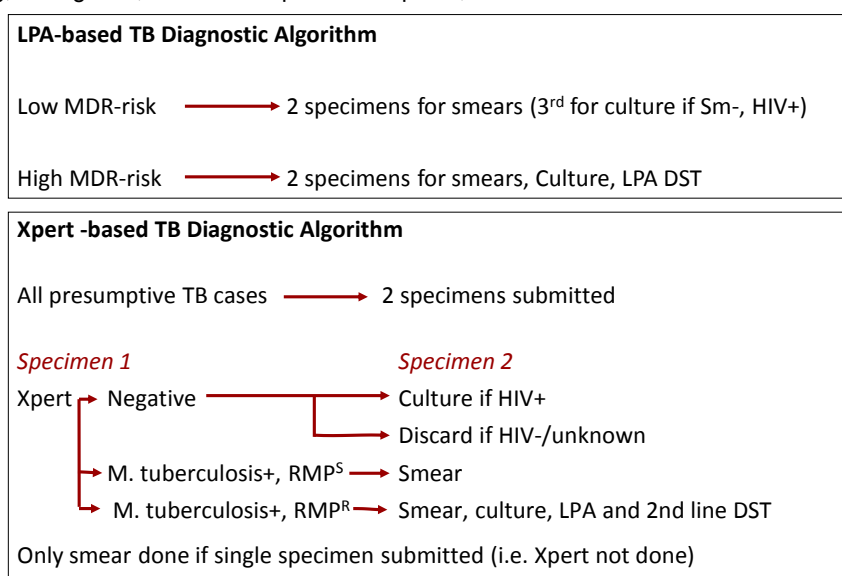 LPA-based TB Diagnostic Algorithm
Low MDR-risk 2 specimens for smears (3rd for culture if Sm-, HIV+)
High MDR-risk 2 specimens for smears, Culture, LPA DST
Xpert -based TB Diagnostic Algorithm
All presumptive TB cases 2 specimens submitted
Specimen 1 Specimen 2
Xpert Negative Culture if HIV+
Discard if HIV-/unknown
M. tuberculosis+, RMPS Smear
M. tuberculosis+, RMPR Smear, culture, LPA and 2nd line DST
Only smear done if single specimen submitted (i.e. Xpert not done)